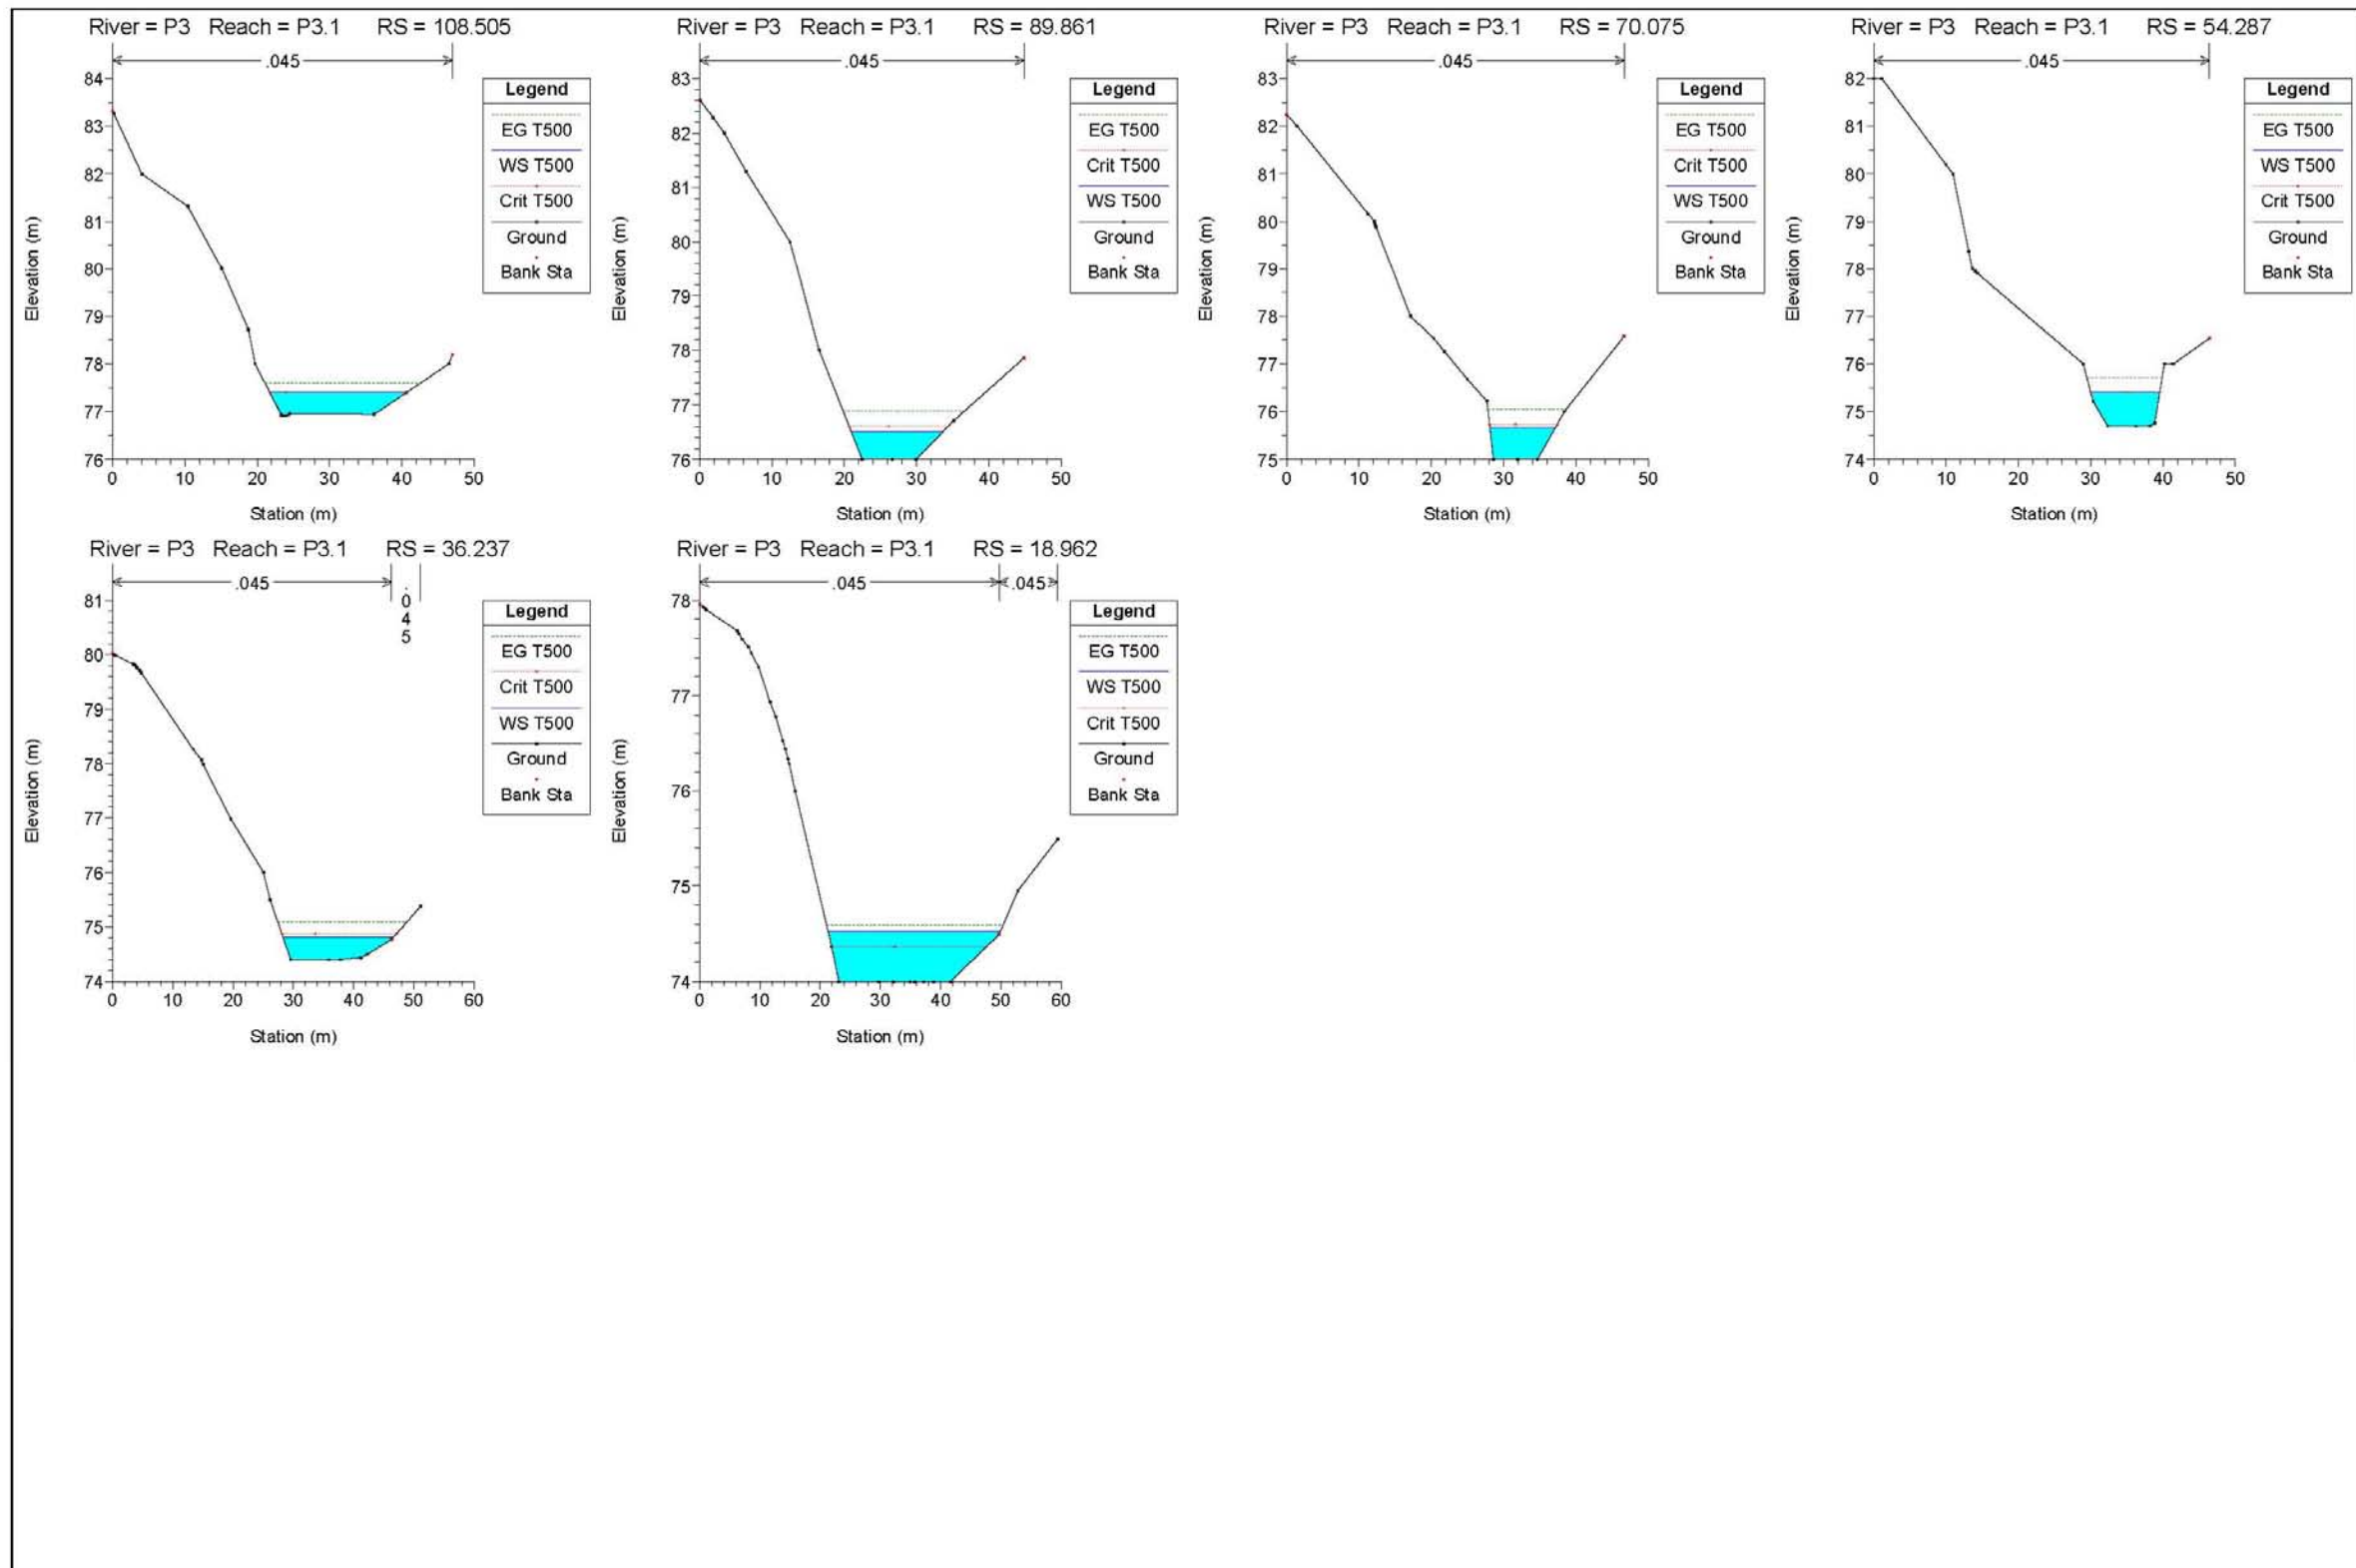 River = P3 Reach = P3.1 RS = 108.505
.045
84
83
82
81
80
79
78
77
76
0 10 20 30 40 50
Elevation (m)
Station (m)
Legend
EG T500
WS T500
Crit T500
Ground
Bank Sta
River = P3 Reach = P3.1 RS = 89.861
.045
83
82
81
80
79
78
77
76
0 10 20 30 40 50
Elevation (m)
Station (m)
Legend
EG T500
Crit T500
WS T500
Ground
Bank Sta
River = P3 Reach = P3.1 RS = 70.075
.045
83
82
81
80
79
78
77
76
75
0 10 20 30 40 50
Elevation (m)
Station (m)
Legend
EG T500
Crit T500
WS T500
Ground
Bank Sta
River = P3 Reach = P3.1 RS = 54.287
.045
82
81
80
79
78
77
76
75
74
0 10 20 30 40 50
Elevation (m)
Station (m)
Legend
EG T500
WS T500
Crit T500
Ground
Bank Sta
River = P3 Reach = P3.1 RS = 36.237
.045
.
0
4
5
81
80
79
78
77
76
75
74
0 10 20 30 40 50 60
Elevation (m)
Station (m)
Legend
EG T500
Crit T500
WS T500
Ground
Bank Sta
River = P3 Reach = P3.1 RS = 18.962
.045 .045
78
77
76
75
74
0 10 20 30 40 50 60
Elevation (m)
Station (m)
Legend
EG T500
WS T500
Crit T500
Ground
Bank Sta